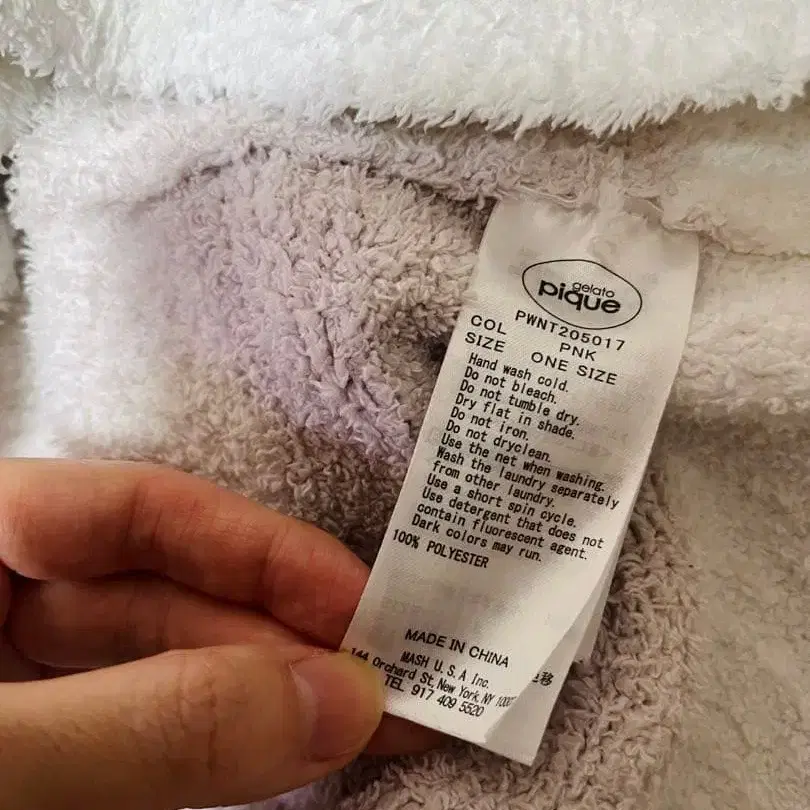 gelato
pique
PWNT205017
COL PNK
SIZE ONE SIZE
Hand wash cold.
Do not bleach.
Do not tumble dry.
Dry flat in shade.
Do not iron.
Do not dryclean.
Use the net when washing.
Wash the laundry separately
from other laundry.
Use a short spin cycle.
Use detergent that does not
contain fluorescent agent.
Dark colors may run.
100% POLYESTER
MADE IN CHINA
MASH U.S.A Inc.
144 Orchard St, New York, NY
TEL 917 409 5520
移